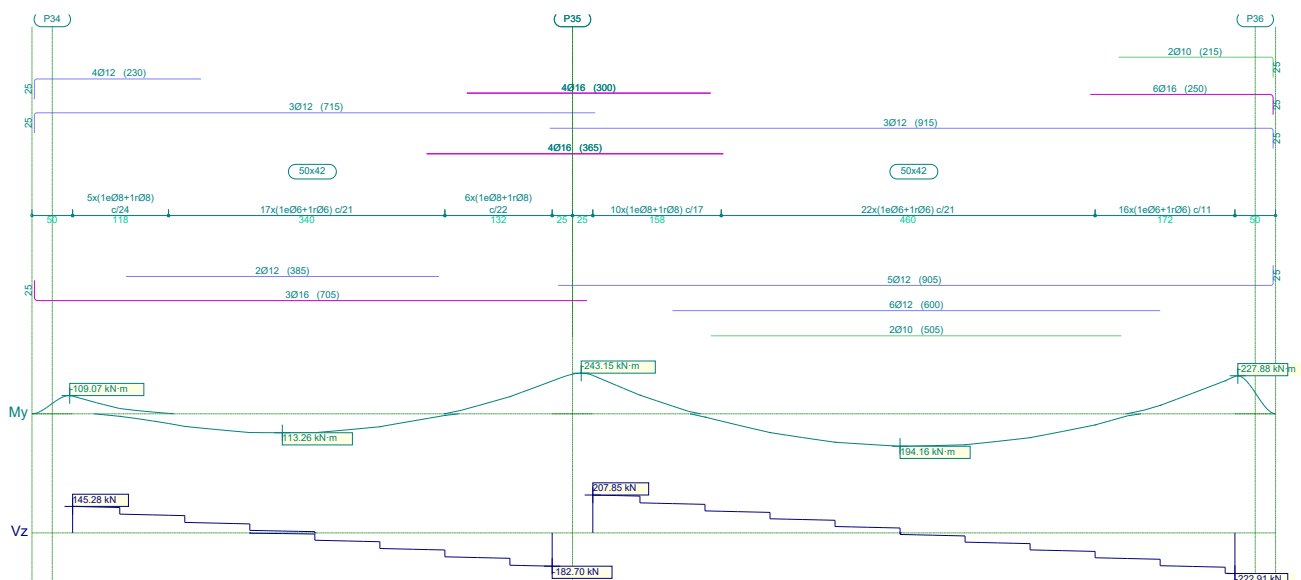 P34
P35
P36
2Ø10 (215)
25
4Ø12 (230)
25
4Ø16 (300)
6Ø16 (250)
25
3Ø12 (715)
25
3Ø12 (915)
25
4Ø16 (365)
50x42
50x42
5x(1eØ8+1rØ8)
c/24
17x(1eØ6+1rØ6) c/21
6x(1eØ8+1rØ8)
c/22
10x(1eØ8+1rØ8) c/17
22x(1eØ6+1rØ6) c/21
16x(1eØ6+1rØ6) c/11
50
118
340
132
25
25
158
460
172
50
2Ø12 (385)
25
5Ø12 (905)
25
3Ø16 (705)
6Ø12 (600)
2Ø10 (505)
My
-109.07 kN·m
113.26 kN·m
-243.15 kN·m
194.16 kN·m
-227.88 kN·m
Vz
145.28 kN
-182.70 kN
207.85 kN
-222.91 kN